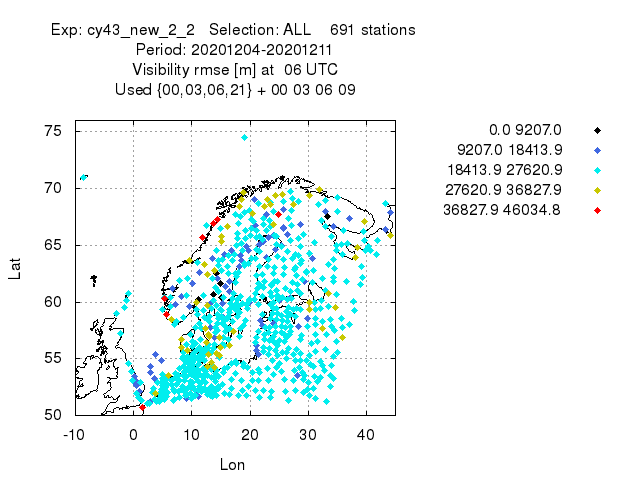 Exp: cy43_new_2_2   Selection: ALL    691 stations
Period: 20201204-20201211
Visibility rmse [m] at  06 UTC
Used {00,03,06,21} + 00 03 06 09
0.0 9207.0
9207.0 18413.9
18413.9 27620.9
27620.9 36827.9
36827.9 46034.8
75
70
65
60
55
50
Lat
-10 0 10 20 30 40
Lon